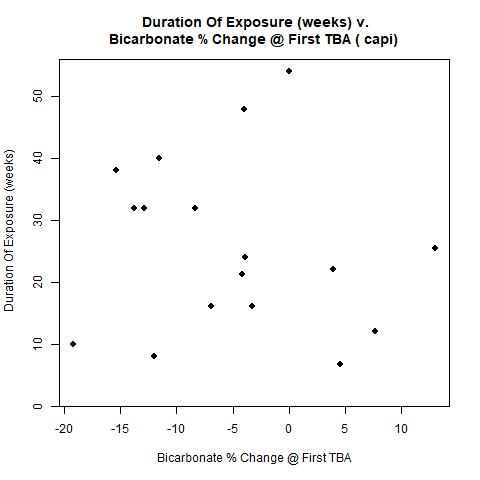 Duration Of Exposure (weeks) v.
Bicarbonate % Change @ First TBA ( capi)
Duration Of Exposure (weeks)
50
40
30
20
10
0
-20 -15 -10 -5 0 5 10
Bicarbonate % Change @ First TBA